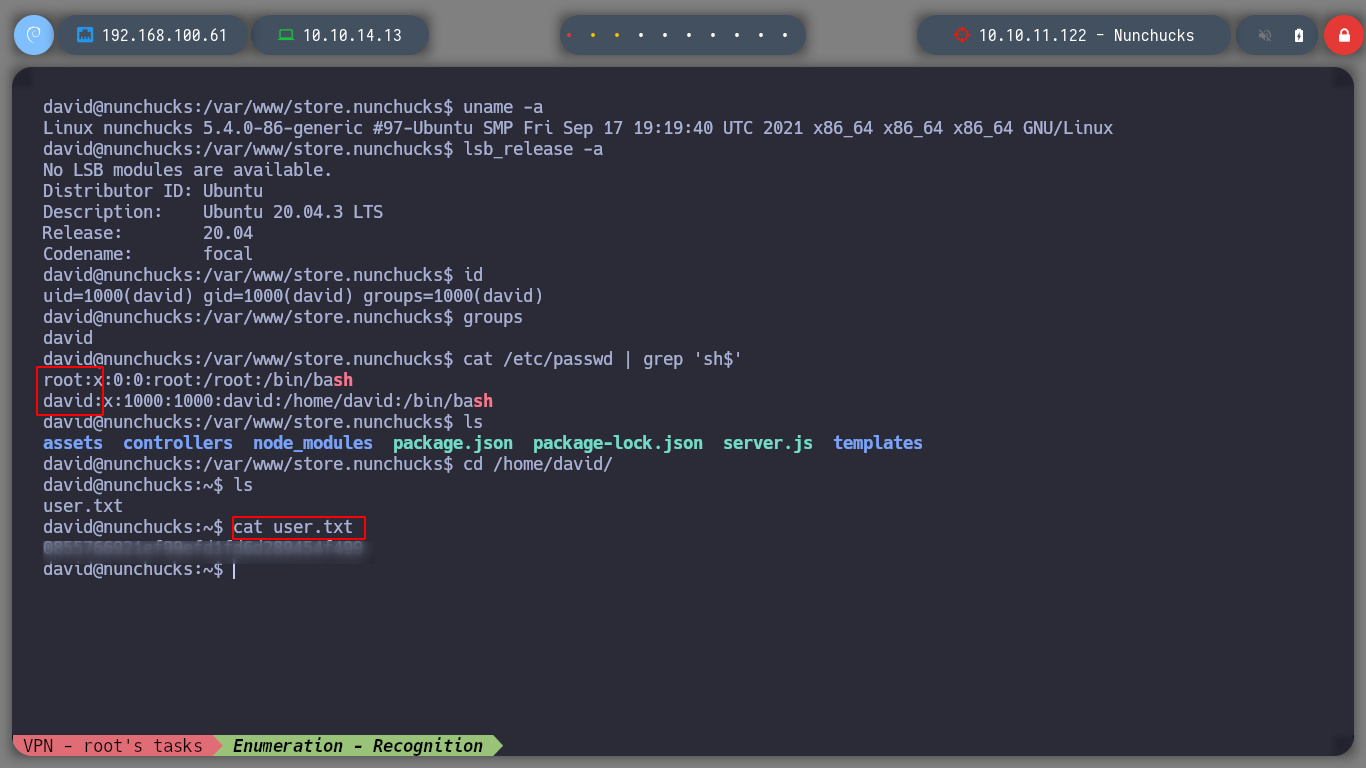 192.168.100.61
10.10.14.13
10.10.11.122 - Nunchucks
david@nunchucks:/var/www/store.nunchucks$ uname -a
Linux nunchucks 5.4.0-86-generic #97-Ubuntu SMP Fri Sep 17 19:19:40 UTC 2021 x86_64 x86_64 x86_64 GNU/Linux
david@nunchucks:/var/www/store.nunchucks$ lsb_release -a
No LSB modules are available.
Distributor ID: Ubuntu
Description:    Ubuntu 20.04.3 LTS
Release:        20.04
Codename:       focal
david@nunchucks:/var/www/store.nunchucks$ id
uid=1000(david) gid=1000(david) groups=1000(david)
david@nunchucks:/var/www/store.nunchucks$ groups
david
david@nunchucks:/var/www/store.nunchucks$ cat /etc/passwd | grep 'sh$'
root:x:0:0:root:/root:/bin/bash
david:x:1000:1000:david:/home/david:/bin/bash
david@nunchucks:/var/www/store.nunchucks$ ls
assets  controllers  node_modules  package.json  package-lock.json  server.js  templates
david@nunchucks:/var/www/store.nunchucks$ cd /home/david/
david@nunchucks:~$ ls
user.txt
david@nunchucks:~$ cat user.txt
david@nunchucks:~$
VPN - root's tasks
Enumeration - Recognition